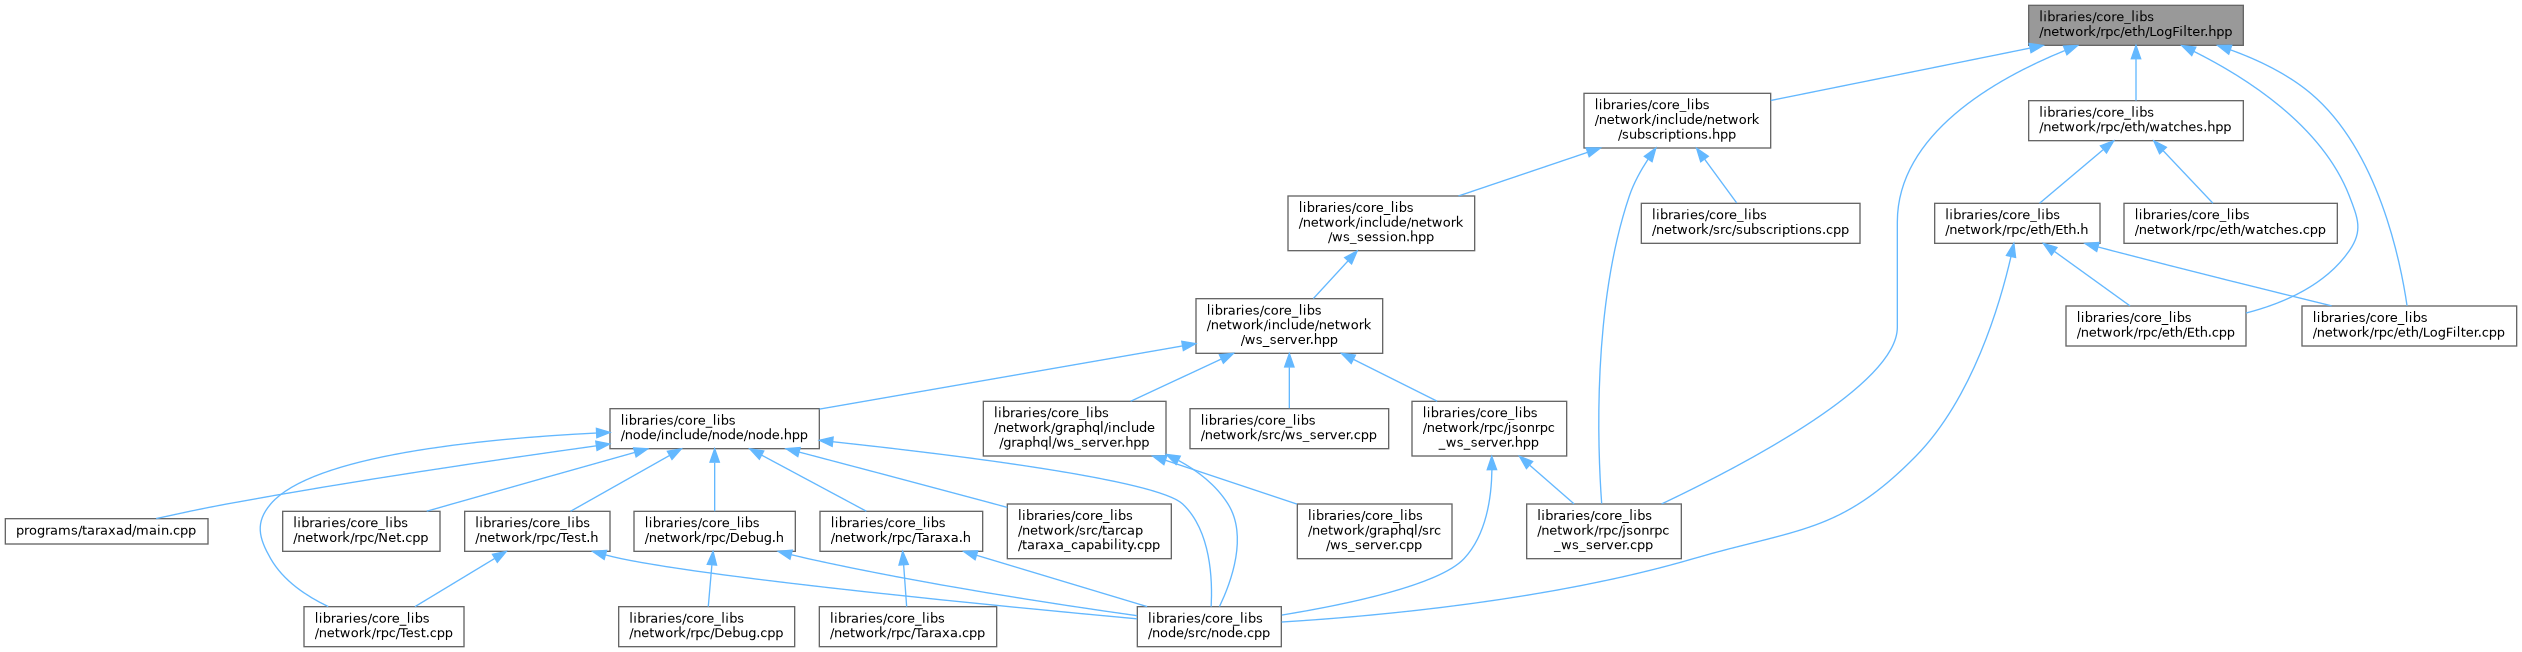 libraries/core_libs
/network/rpc/eth/LogFilter.hpp
libraries/core_libs
/network/include/network
/subscriptions.hpp
libraries/core_libs
/network/rpc/eth/watches.hpp
libraries/core_libs
/network/include/network
/ws_session.hpp
libraries/core_libs
/network/src/subscriptions.cpp
libraries/core_libs
/network/rpc/eth/Eth.h
libraries/core_libs
/network/rpc/eth/watches.cpp
libraries/core_libs
/network/include/network
/ws_server.hpp
libraries/core_libs
/network/rpc/eth/Eth.cpp
libraries/core_libs
/network/rpc/eth/LogFilter.cpp
libraries/core_libs
/node/include/node/node.hpp
libraries/core_libs
/network/graphql/include
/graphql/ws_server.hpp
libraries/core_libs
/network/src/ws_server.cpp
libraries/core_libs
/network/rpc/jsonrpc
_ws_server.hpp
programs/taraxad/main.cpp
libraries/core_libs
/network/rpc/Net.cpp
libraries/core_libs
/network/rpc/Test.h
libraries/core_libs
/network/rpc/Debug.h
libraries/core_libs
/network/rpc/Taraxa.h
libraries/core_libs
/network/src/tarcap
/taraxa_capability.cpp
libraries/core_libs
/network/graphql/src
/ws_server.cpp
libraries/core_libs
/network/rpc/jsonrpc
_ws_server.cpp
libraries/core_libs
/network/rpc/Test.cpp
libraries/core_libs
/network/rpc/Debug.cpp
libraries/core_libs
/network/rpc/Taraxa.cpp
libraries/core_libs
/node/src/node.cpp